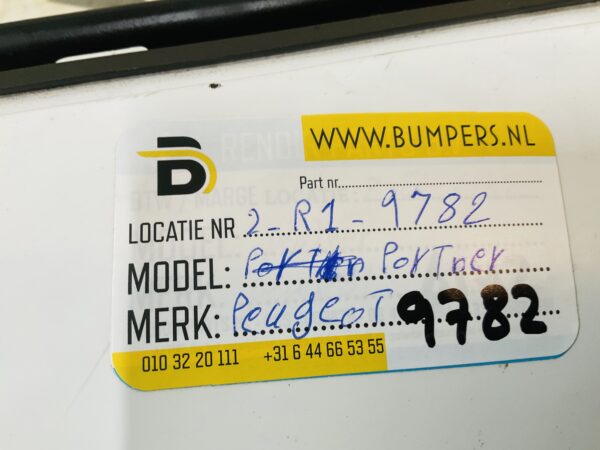 WWW.BUMPERS.NL
B
Part nr.
LOCATIE NR 2-R1-9782
MODEL: Partner
MERK: Peugeot 9782
010 32 20 111 +31 6 44 66 53 55